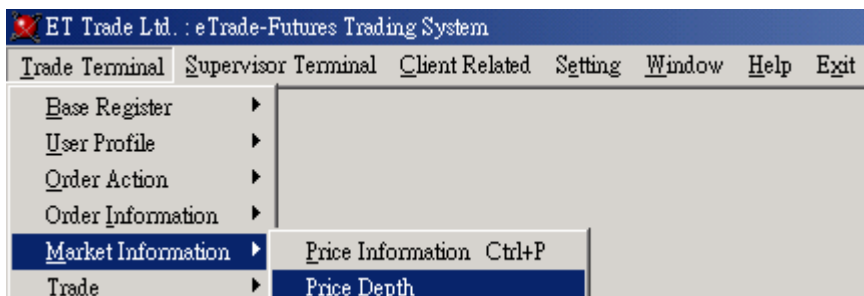 ET Trade Ltd. : eTrade-Futures Trading System
Trade Terminal Supervisor Terminal Client Related Setting Window Help Exit
Base Register
User Profile
Order Action
Order Information
Market Information Price Information Ctrl+P
Trade Price Depth